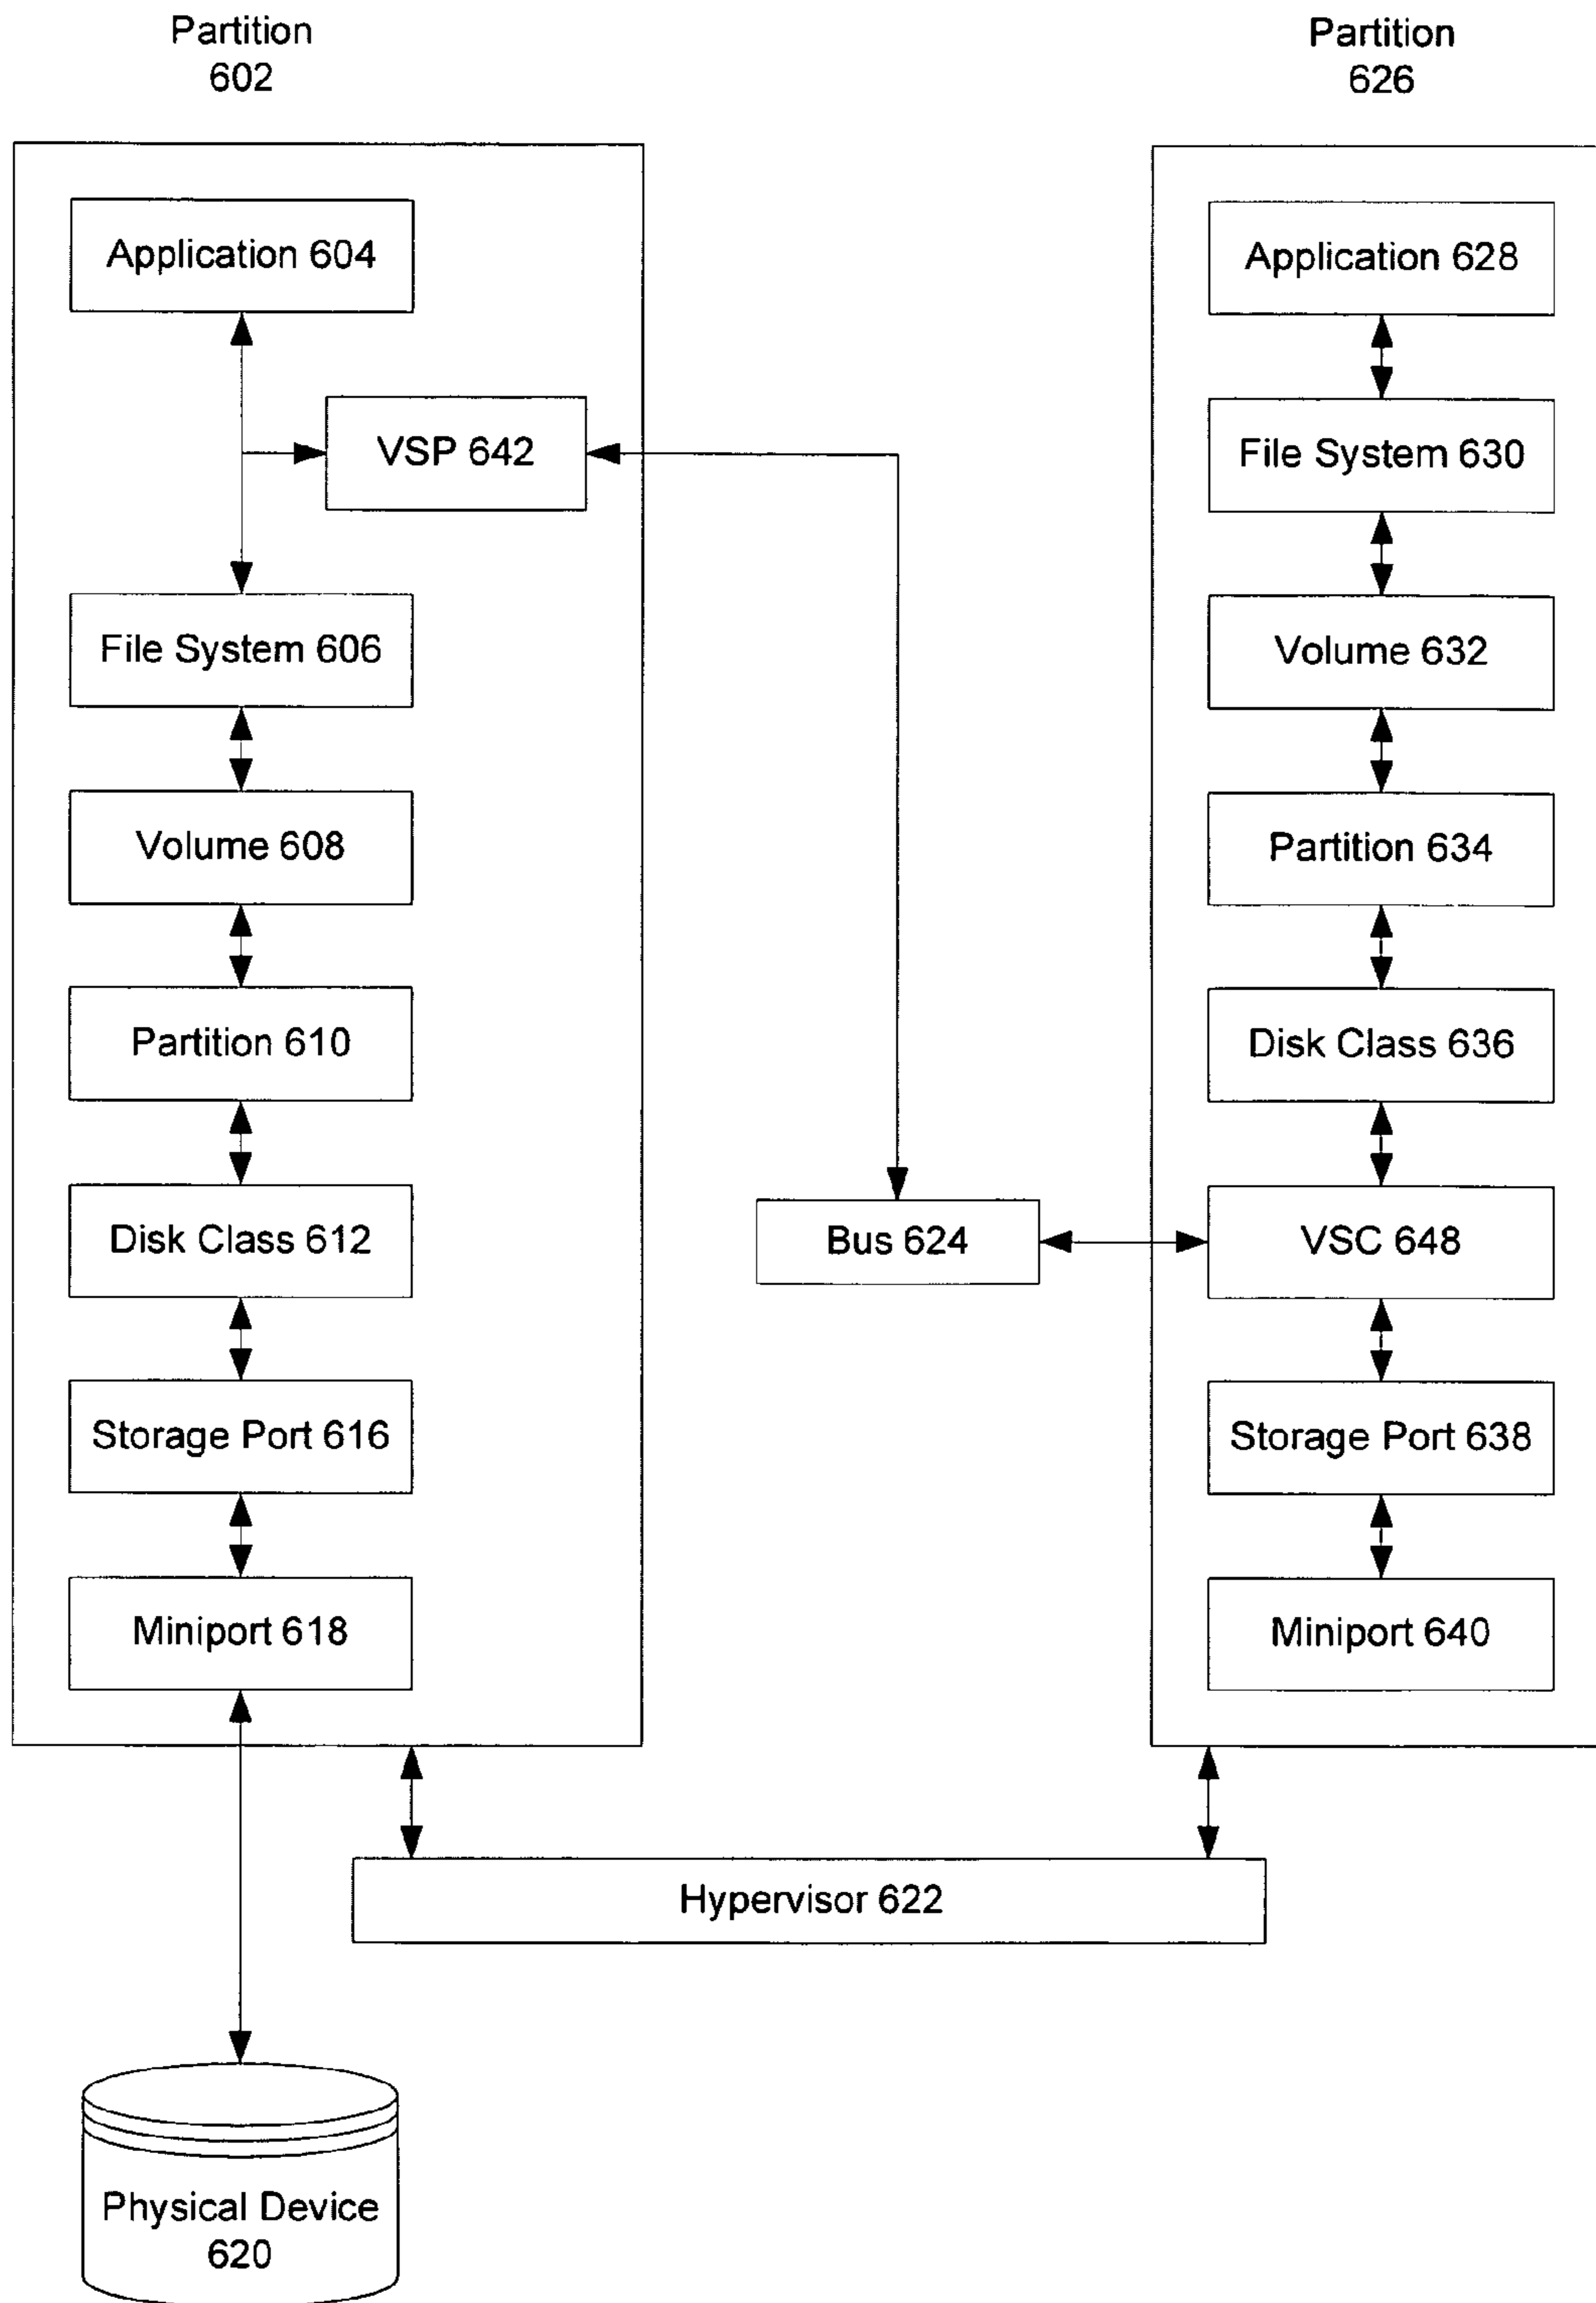 Partition
602
Application 604
VSP 642
File System 606
Volume 608
Partition 610
Disk Class 612
Storage Port 616
Miniport 618
Physical Device
620
Bus 624
Hypervisor 622
Partition
626
Application 628
File System 630
Volume 632
Partition 634
Disk Class 636
VSC 648
Storage Port 638
Miniport 640